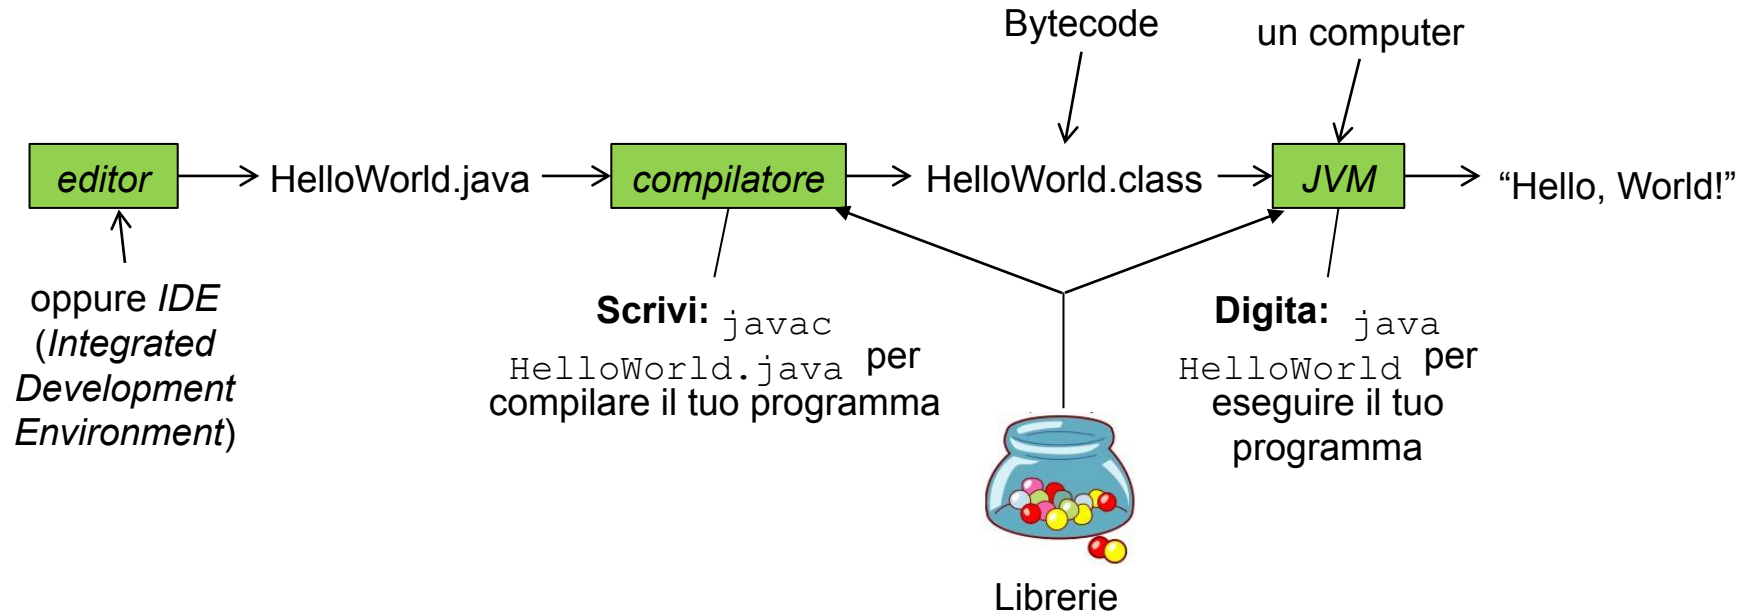 Bytecode
un computer
editor
HelloWorld.java
compilatore
HelloWorld.class
JVM
“Hello, World!”
oppure IDE
(Integrated
Development
Environment)
Scrivi: javac
HelloWorld.java per
compilare il tuo programma
Digita: java
HelloWorld per
eseguire il tuo
programma
Librerie